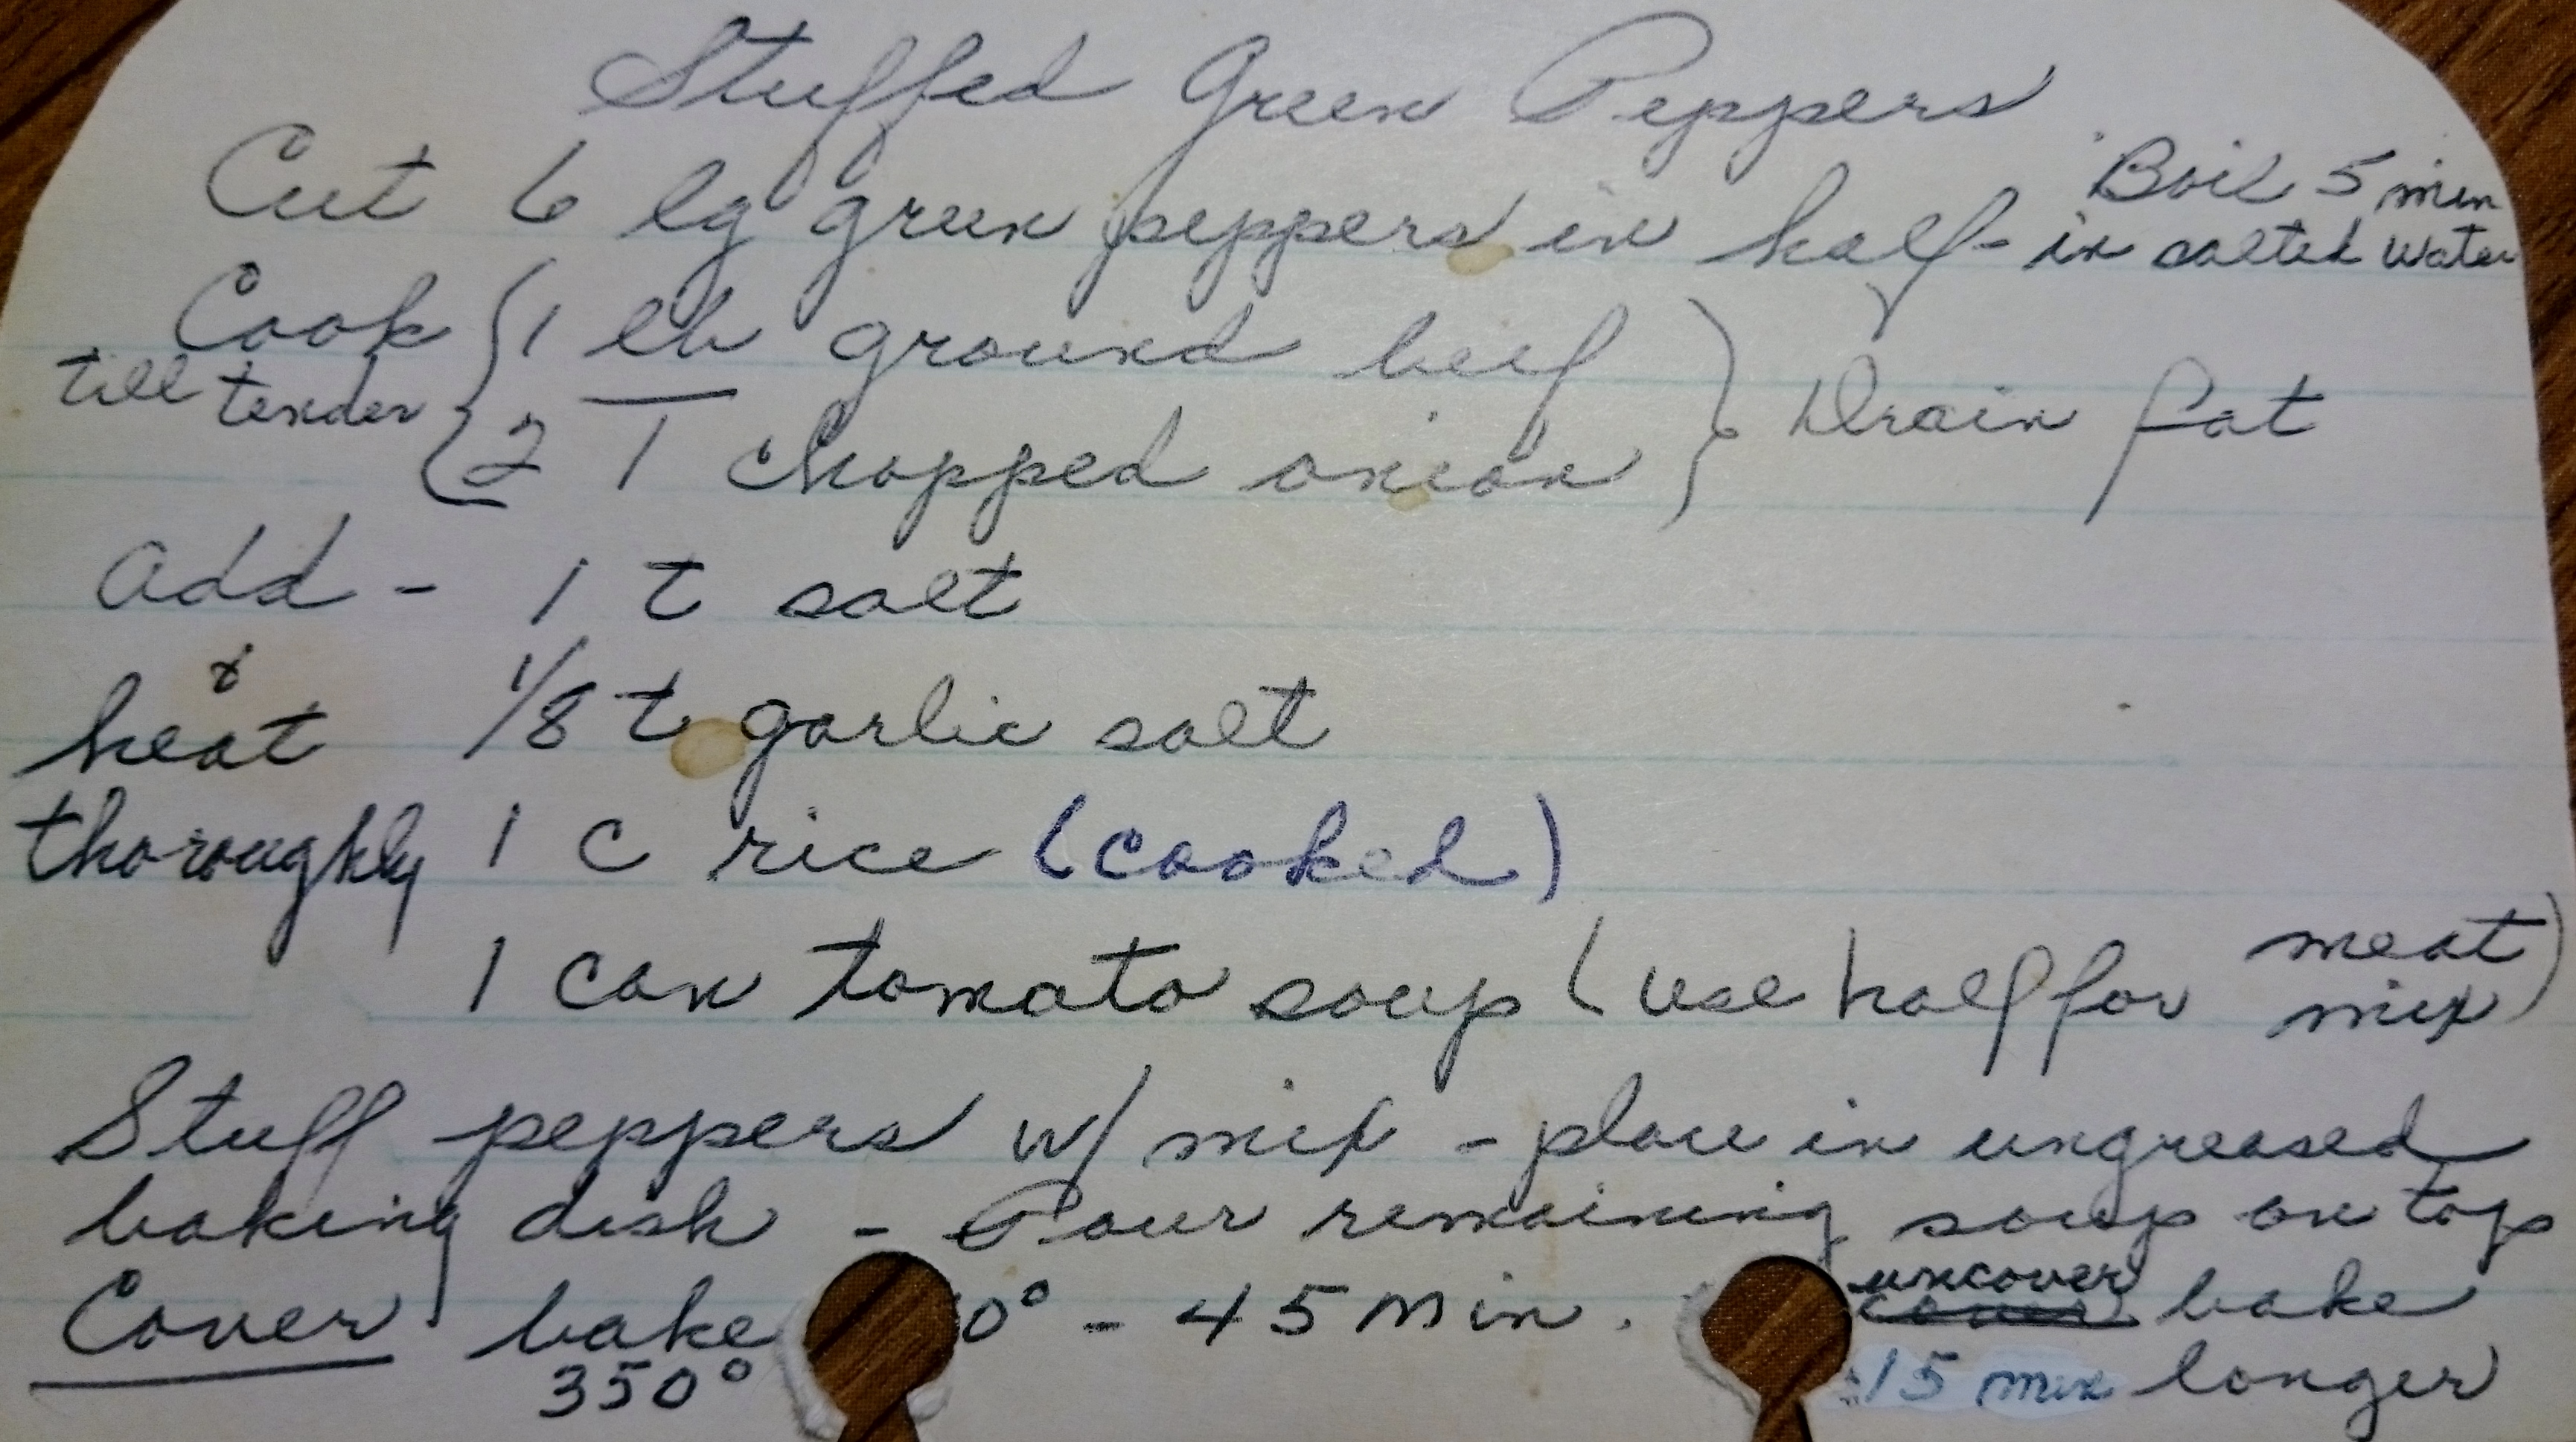 Stuffed Green Peppers
Cut 6 lg green peppers in half - Boil 5 min in salted water
Cook till tender { 1 lb ground beef
2 T chopped onion } Drain fat
Add - 1 t salt
& heat thoroughly 1/8 t garlic salt
1 c rice (cooked)
1 can tomato soup (use half for meat mix)
Stuff peppers w/ mix - place in ungreased
baking dish - Pour remaining soup on top
Cover bake 0° - 45 Min. uncover cover bake
350° 15 min longer